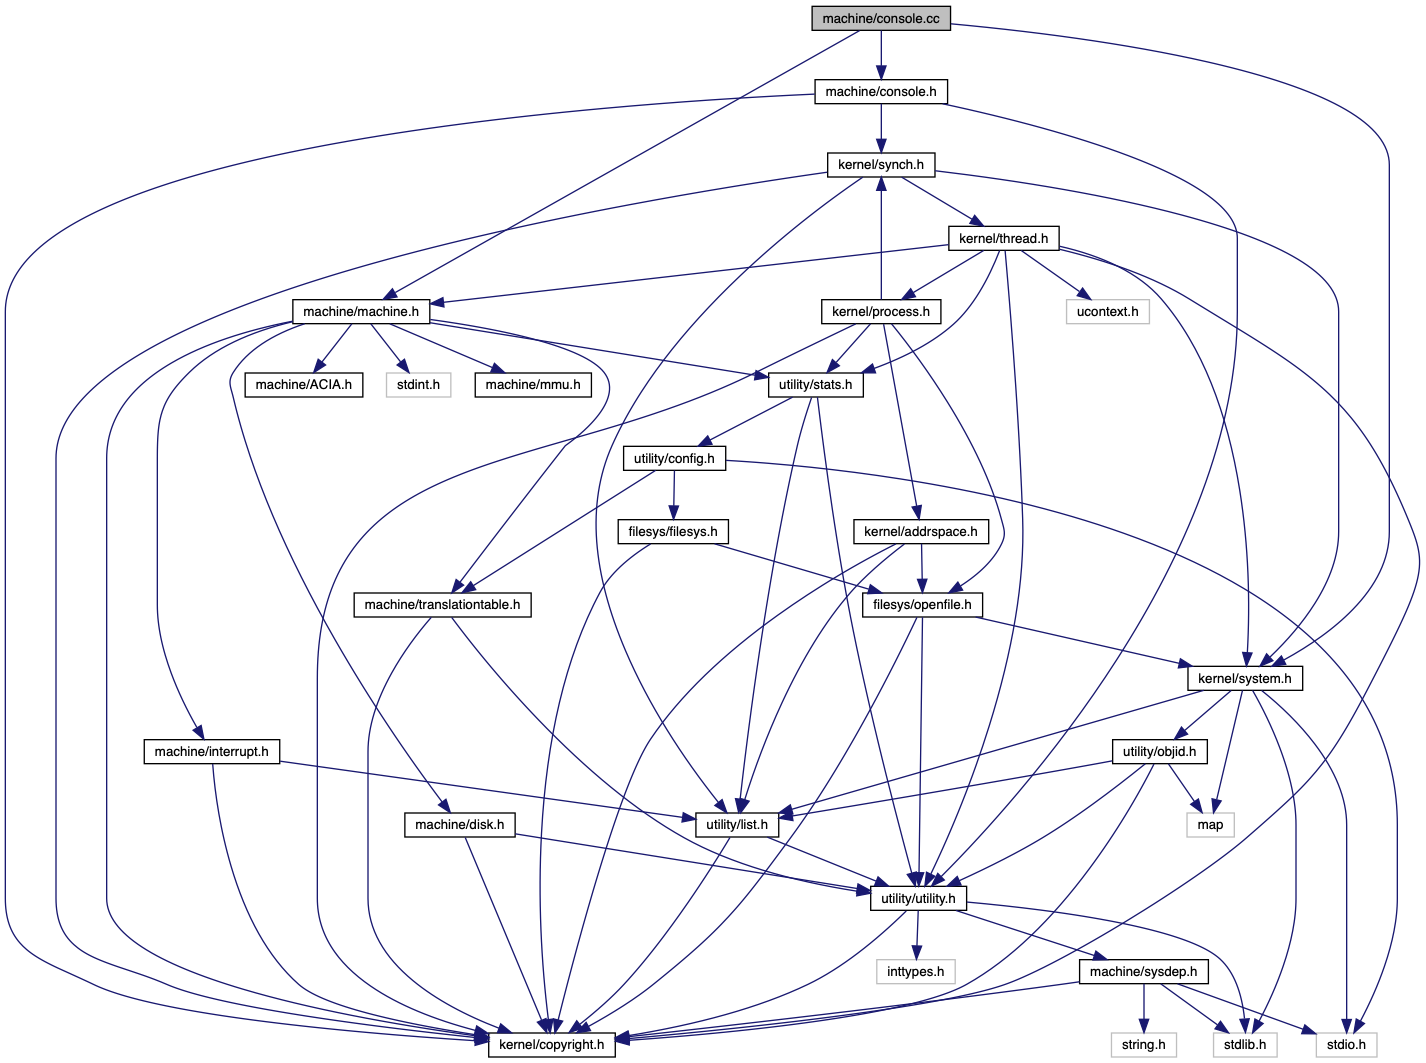 machine/console.cc
machine/console.h
kernel/synch.h
kernel/thread.h
machine/machine.h
kernel/process.h
ucontext.h
machine/ACIA.h
stdint.h
machine/mmu.h
utility/stats.h
utility/config.h
filesys/filesys.h
kernel/addrspace.h
machine/translationtable.h
filesys/openfile.h
kernel/system.h
machine/interrupt.h
utility/objid.h
machine/disk.h
utility/list.h
map
utility/utility.h
inttypes.h
machine/sysdep.h
kernel/copyright.h
string.h
stdlib.h
stdio.h